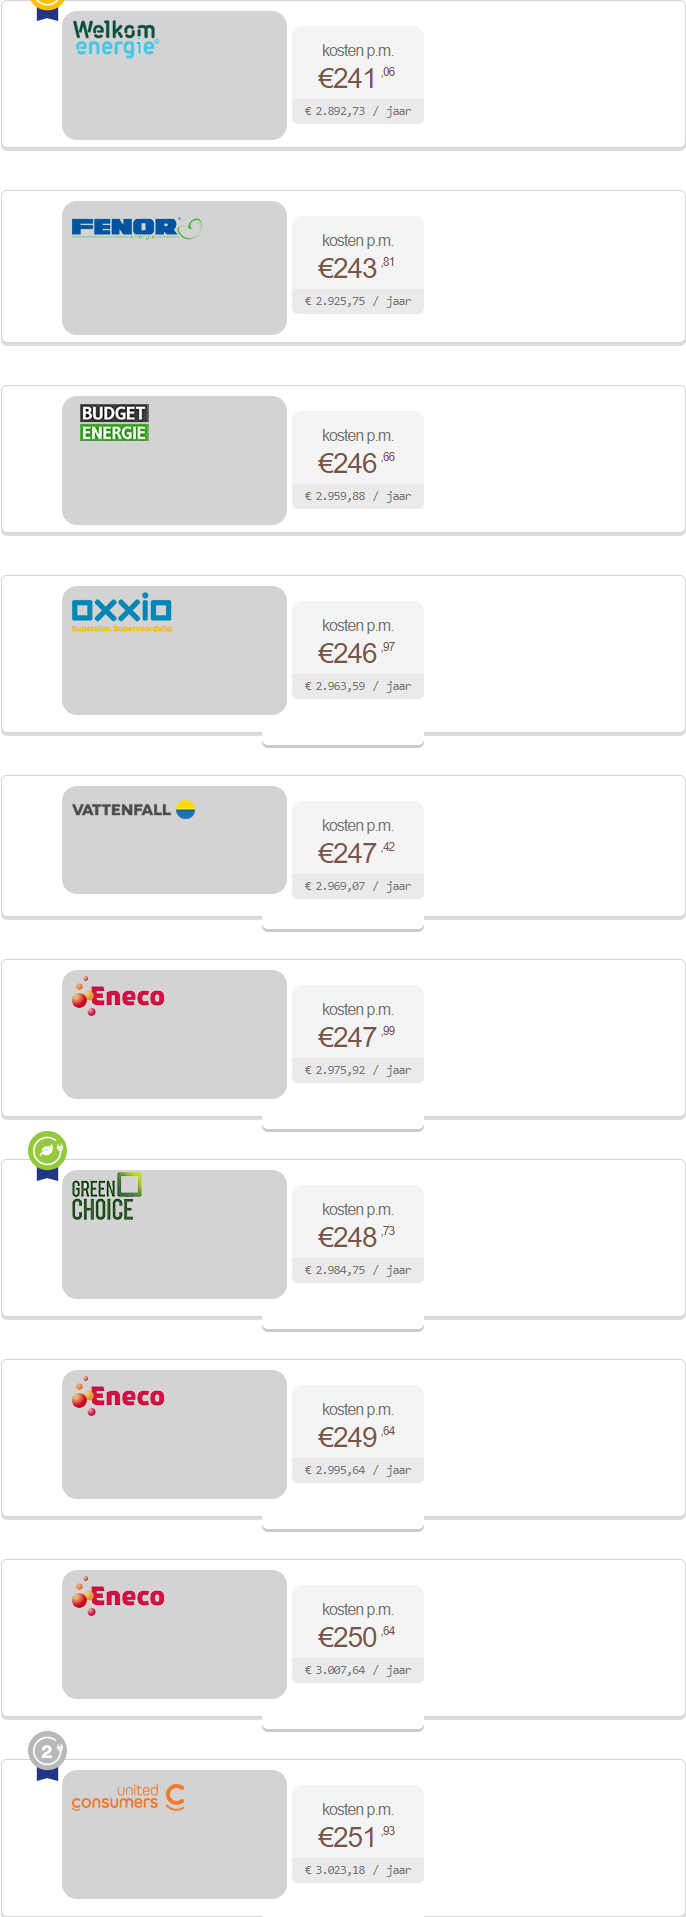 Welkom
energie®
kosten p.m.
€241,06
€ 2.892,73 / jaar
FENOR
energie
kosten p.m.
€243,81
€ 2.925,75 / jaar
BUDGET
ENERGIE
kosten p.m.
€246,66
€ 2.959,88 / jaar
oxxio
Superslim. Supervoordelig.
kosten p.m.
€246,97
€ 2.963,59 / jaar
VATTENFALL
kosten p.m.
€247,42
€ 2.969,07 / jaar
Eneco
kosten p.m.
€247,99
€ 2.975,92 / jaar
GREEN
CHOICE
kosten p.m.
€248,73
€ 2.984,75 / jaar
Eneco
kosten p.m.
€249,64
€ 2.995,64 / jaar
Eneco
kosten p.m.
€250,64
€ 3.007,64 / jaar
2
united
consumers
kosten p.m.
€251,93
€ 3.023,18 / jaar